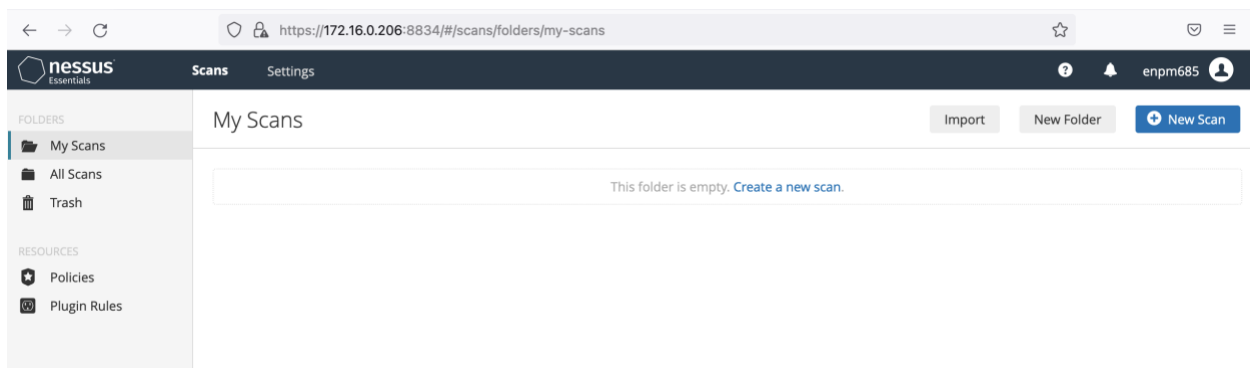 https://172.16.0.206:8834/#/scans/folders/my-scans
nessus Scans Settings enpm685
Essentials
FOLDERS
My Scans
All Scans
Trash
RESOURCES
Policies
Plugin Rules
My Scans Import New Folder New Scan
This folder is empty. Create a new scan.